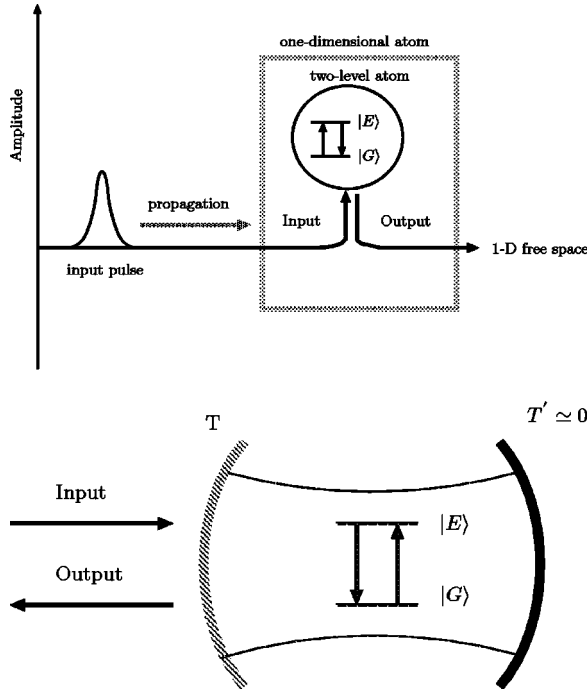 one-dimensional atom
two-level atom
Amplitude
|E⟩
|G⟩
propagation
Input
Output
1-D free space
input pulse
T
T′ ≃ 0
Input
|E⟩
Output
|G⟩